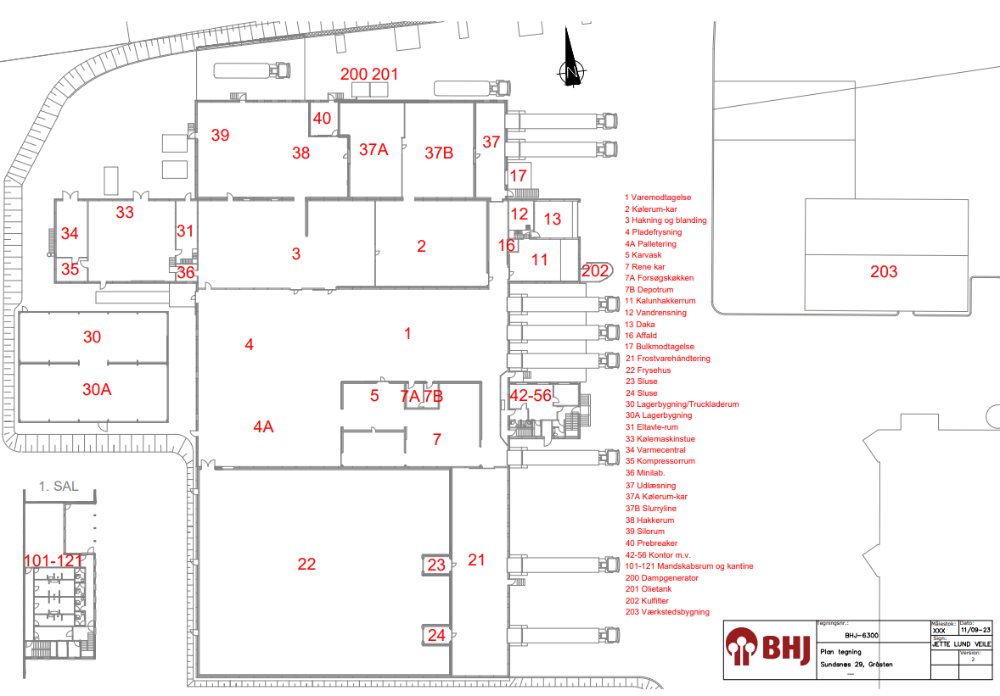 N
200 201
39
40
38
37A
37B
37
17
33
34
31
35
36
3
2
12
13
16
11
202
203
30
30A
4
1
4A
5
7A
7B
7
42-56
22
23
21
24
1. SAL
101-121
1 Varemodtagelse
2 Kølerum-kar
3 Hakning og blanding
4 Pladefrysning
4A Palletering
5 Karvask
7 Rene kar
7A Forsøgskøkken
7B Depotrum
11 Kalunhakkerrum
12 Vandrensning
13 Daka
16 Affald
17 Bulkmodtagelse
21 Frostvarehåndtering
22 Frysehus
23 Sluse
24 Sluse
30 Lagerbygning/Truckladerum
30A Lagerbygning
31 Eltavle-rum
33 Kølemaskinstue
34 Varmecentral
35 Kompressorrum
36 Minilab.
37 Udlæsning
37A Kølerum-kar
37B Slurryline
38 Hakkerum
39 Silorum
40 Prebreaker
42-56 Kontor m.v.
101-121 Mandskabsrum og kantine
200 Dampgenerator
201 Olietank
202 Kulfilter
203 Værkstedsbygning
BHJ
Tegningsnr.:
BHJ-6300
Plan tegning
Sundsnæs 29, Gråsten
Målestok:
XXX
Dato:
11/09-23
Sign:
JETTE LUND VEILE
Version:
2